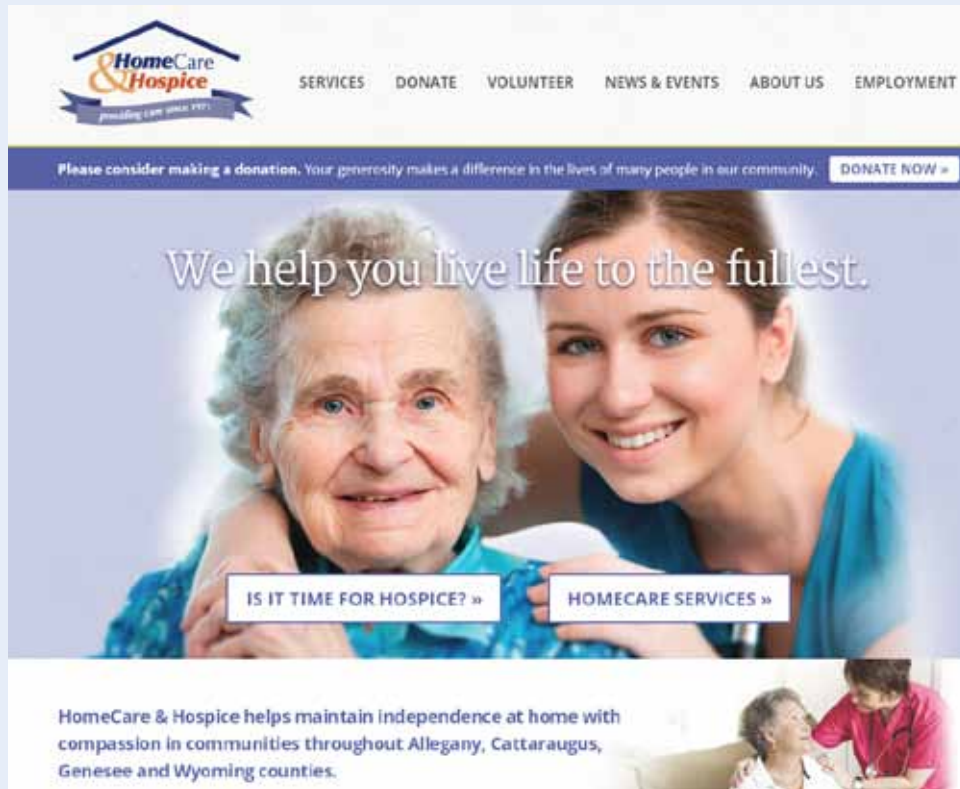 HomeCare
& Hospice
providing care since
SERVICES DONATE VOLUNTEER NEWS & EVENTS ABOUT US EMPLOYMENT
Please consider making a donation. Your generosity makes a difference in the lives of many people in our community. DONATE NOW »
We help you live life to the fullest.
IS IT TIME FOR HOSPICE? » HOMECARE SERVICES »
HomeCare & Hospice helps maintain independence at home with
compassion in communities throughout Allegany, Cattaraugus,
Genesee and Wyoming counties.